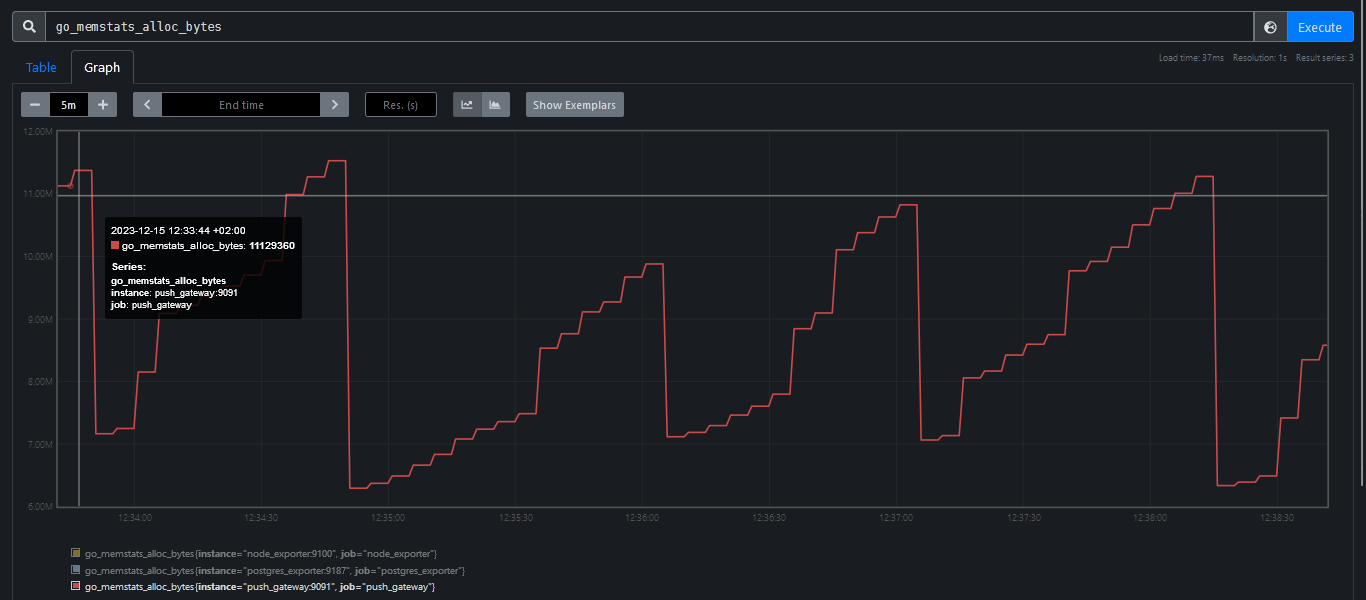 go_memstats_alloc_bytes
Execute
Table
Graph
Load time: 37ms Resolution: 1s Result series: 3
− 5m + End time Res. (s) Show Exemplars
12.00M
11.00M
10.00M
9.00M
8.00M
7.00M
6.00M
2023-12-15 12:33:44 +02:00
go_memstats_alloc_bytes: 11129360
Series:
go_memstats_alloc_bytes
instance: push_gateway:9091
job: push_gateway
12:34:00 12:34:30 12:35:00 12:35:30 12:36:00 12:36:30 12:37:00 12:37:30 12:38:00 12:38:30
go_memstats_alloc_bytes{instance="node_exporter:9100", job="node_exporter"}
go_memstats_alloc_bytes{instance="postgres_exporter:9187", job="postgres_exporter"}
go_memstats_alloc_bytes{instance="push_gateway:9091", job="push_gateway"}